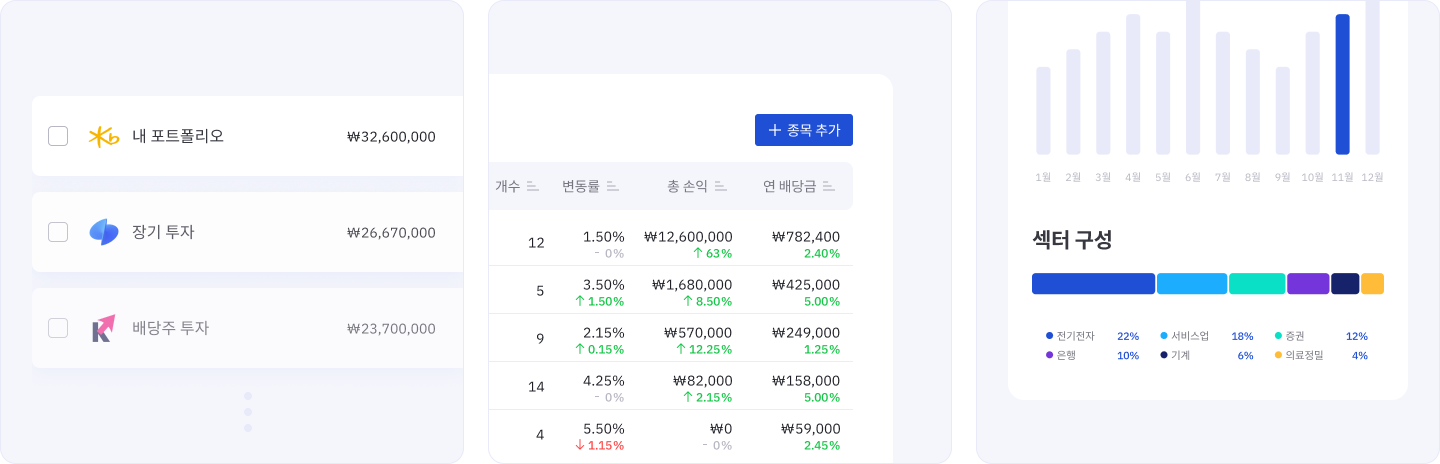 내 포트폴리오 ₩32,600,000
장기 투자 ₩26,670,000
배당주 투자 ₩23,700,000
+ 종목 추가
개수 변동률 총 손익 연 배당금
12 1.50% ₩12,600,000 ₩782,400
- 0% ↑ 63% 2.40%
5 3.50% ₩1,680,000 ₩425,000
↑ 1.50% ↑ 8.50% 5.00%
9 2.15% ₩570,000 ₩249,000
↑ 0.15% ↑ 12.25% 1.25%
14 4.25% ₩82,000 ₩158,000
- 0% ↑ 2.15% 5.00%
4 5.50% ₩0 ₩59,000
↓ 1.15% - 0% 2.45%
1월 2월 3월 4월 5월 6월 7월 8월 9월 10월 11월 12월
섹터 구성
전기전자 22% 서비스업 18% 증권 12%
은행 10% 기계 6% 의료정밀 4%